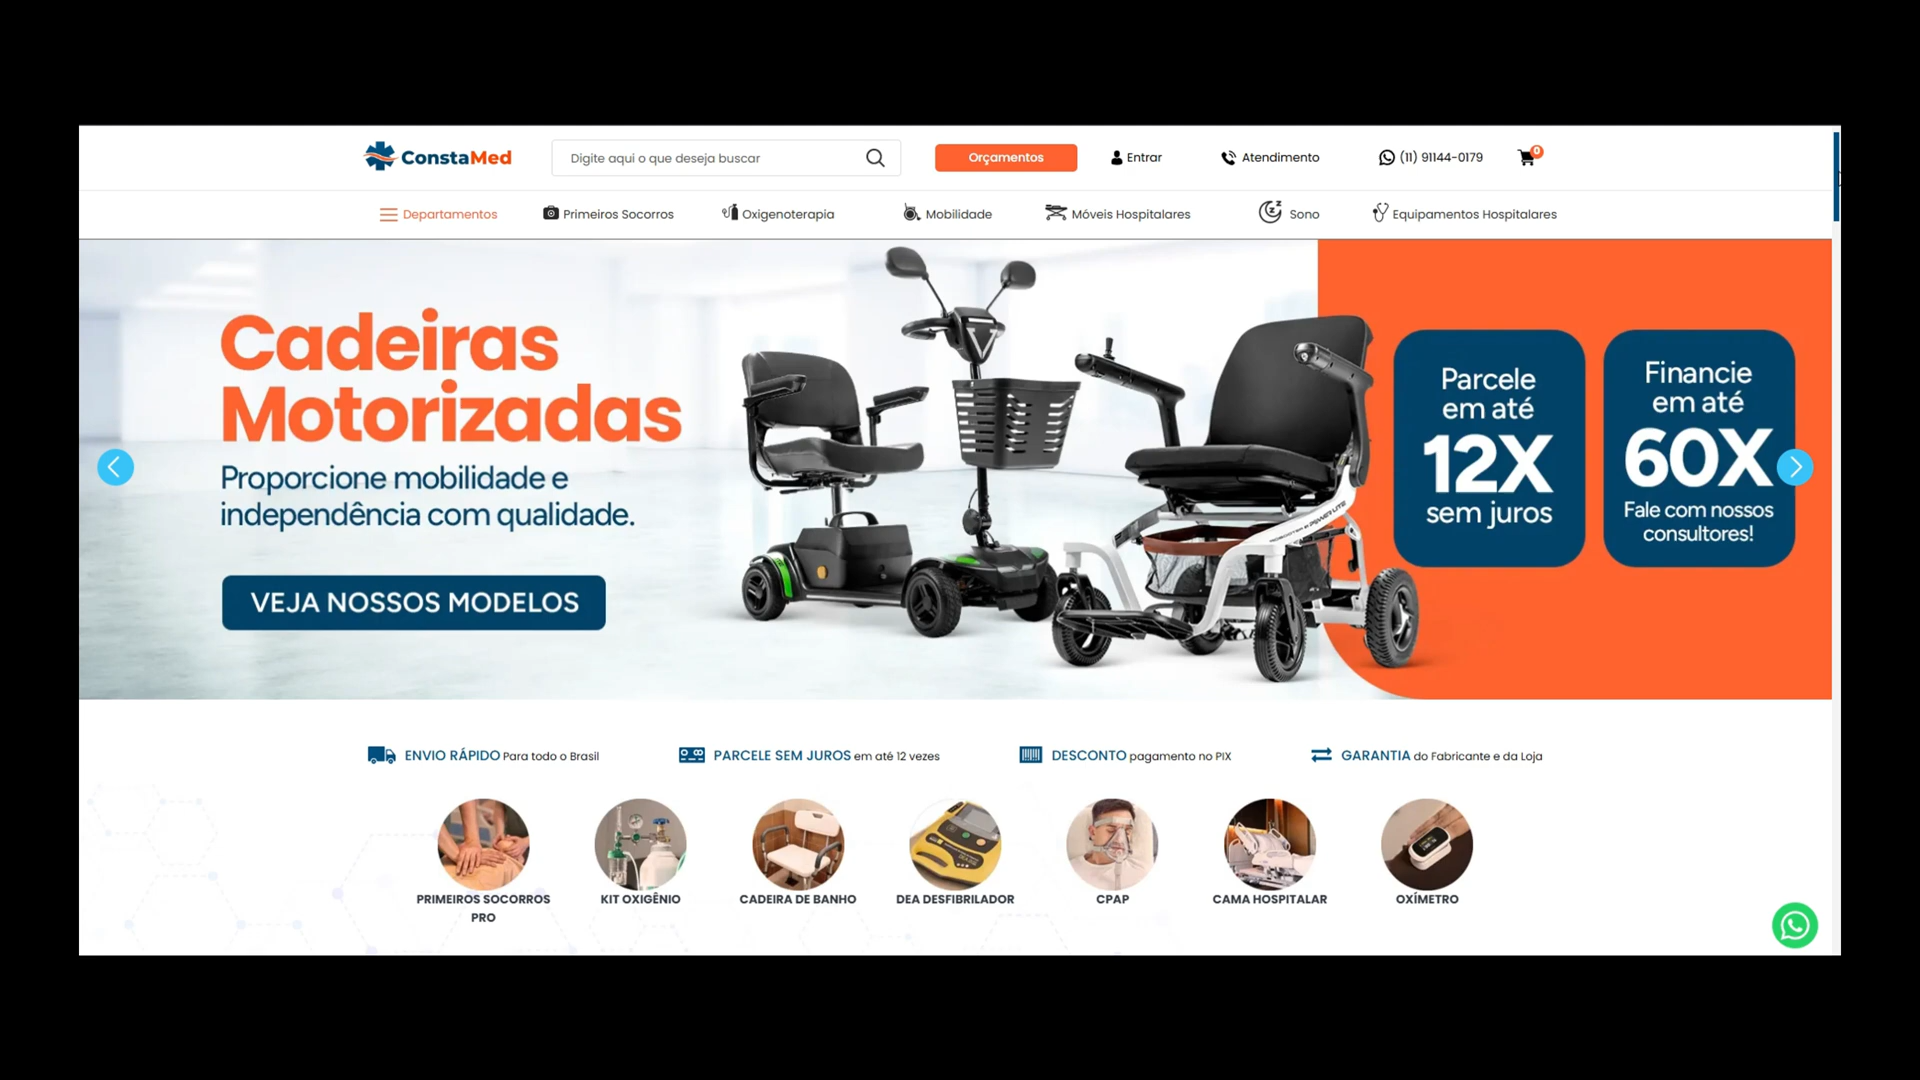 ConstaMed
Digite aqui o que deseja buscar
Orçamentos
Entrar
Atendimento
(11) 91144-0179
0
Departamentos
Primeiros Socorros
Oxigenoterapia
Mobilidade
Móveis Hospitalares
Sono
Equipamentos Hospitalares
Cadeiras
Motorizadas
Proporcione mobilidade e
independência com qualidade.
VEJA NOSSOS MODELOS
Parcele
em até
12X
sem juros
Financie
em até
60X
Fale com nossos
consultores!
ENVIO RÁPIDO Para todo o Brasil
PARCELE SEM JUROS em até 12 vezes
DESCONTO pagamento no PIX
GARANTIA do Fabricante e da Loja
PRIMEIROS SOCORROS
PRO
KIT OXIGÊNIO
CADEIRA DE BANHO
DEA DESFIBRILADOR
CPAP
CAMA HOSPITALAR
OXÍMETRO